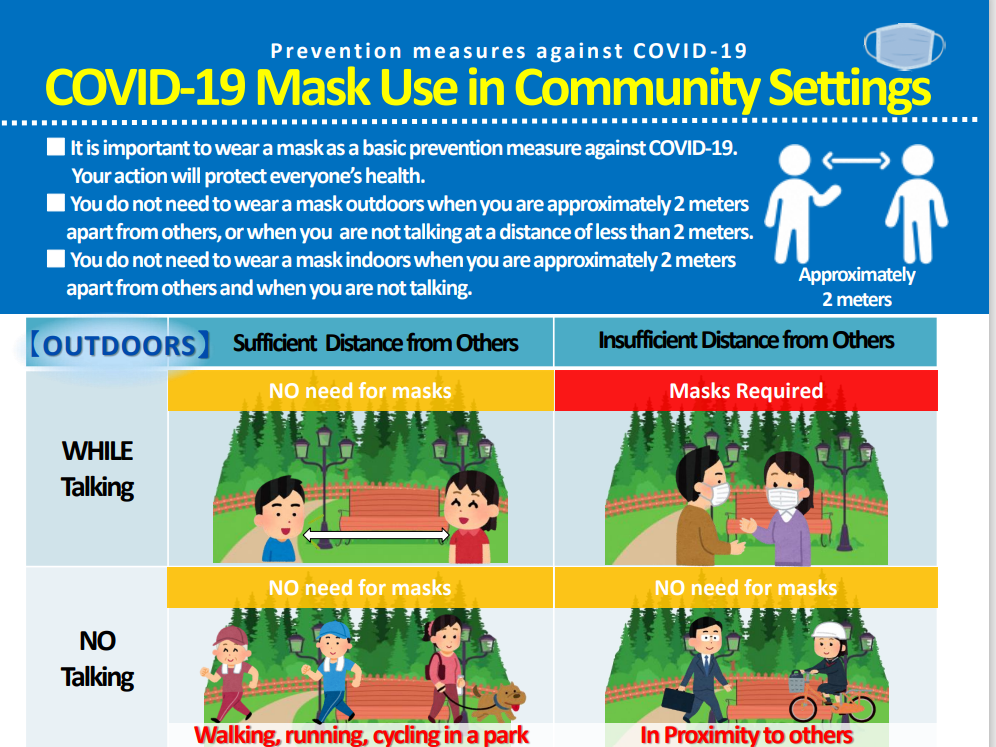 Prevention measures against COVID-19
COVID-19 Mask Use in Community Settings
It is important to wear a mask as a basic prevention measure against COVID-19.
Your action will protect everyone's health.
You do not need to wear a mask outdoors when you are approximately 2 meters
apart from others, or when you are not talking at a distance of less than 2 meters.
You do not need to wear a mask indoors when you are approximately 2 meters
apart from others and when you are not talking.
Approximately
2 meters
【OUTDOORS】
Sufficient Distance from Others
Insufficient Distance from Others
WHILE
Talking
NO need for masks
Masks Required
NO
Talking
NO need for masks
NO need for masks
Walking, running, cycling in a park
In Proximity to others